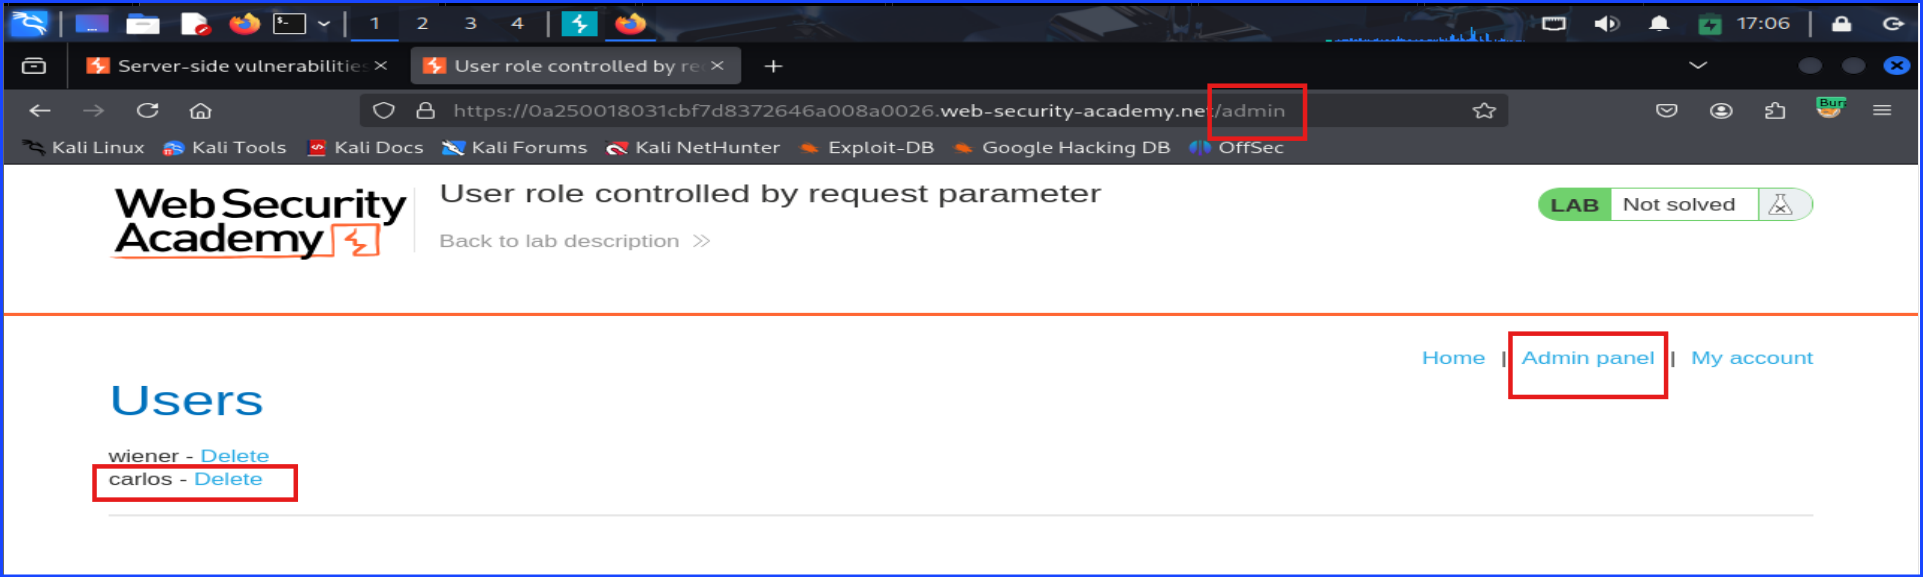 1 2 3 4 17:06
Server-side vulnerabilitie
User role controlled by re
https://0a250018031cbf7d8372646a008a0026.web-security-academy.net/admin
Kali Linux Kali Tools Kali Docs Kali Forums Kali NetHunter Exploit-DB Google Hacking DB OffSec
Web Security
Academy
User role controlled by request parameter
Back to lab description
LAB Not solved
Home | Admin panel | My account
Users
wiener - Delete
carlos - Delete